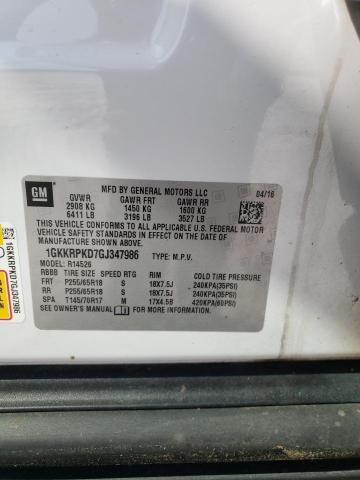 GM
MFD BY GENERAL MOTORS LLC
04/16
GVWR GAWR FRT GAWR RR
2908 KG 1450 KG 1600 KG
6411 LB 3196 LB 3527 LB
THIS VEHICLE CONFORMS TO ALL APPLICABLE U.S. FEDERAL MOTOR
VEHICLE SAFETY AND THEFT PREVENTION STANDARDS IN EFFECT ON THE DATE OF
MANUFACTURE SHOWN ABOVE.
1GKKRPKD7GJ347986 TYPE: M.P.V.
RBBB MODEL: R14526
TIRE SIZE SPEED RTG RIM COLD TIRE PRESSURE
FRT P255/65R18 S 18X7.5J 240KPA(35PSI)
RR P255/65R18 S 18X7.5J 240KPA(35PSI)
SPA T145/70R17 M 17X4.5B 420KPA(60PSI)
SEE OWNER'S MANUAL FOR MORE INFORMATION.
1GKKRPKD7GJ347986